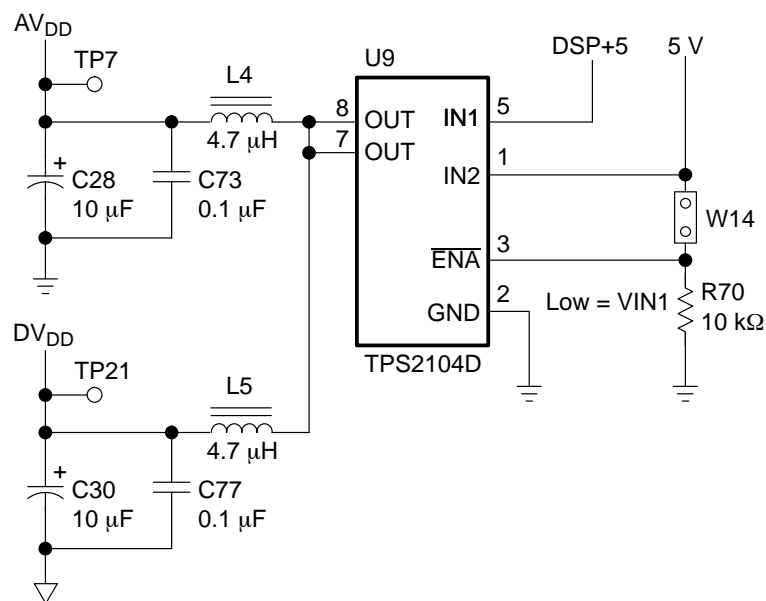 AVDD
TP7
L4
4.7 μH
C28
10 μF
C73
0.1 μF
DVDD
TP21
L5
4.7 μH
C30
10 μF
C77
0.1 μF
U9
8
OUT
7
OUT
IN1
5
IN2
1
ENA
3
GND
2
TPS2104D
DSP+5
5 V
W14
Low = VIN1
R70
10 kΩ